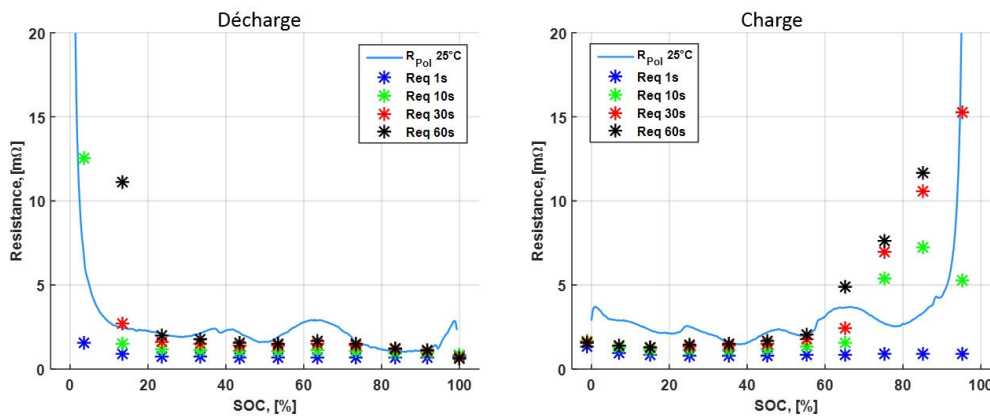 Décharge
20
15
10
5
0
Resistance, [mΩ]
0
20
40
60
80
100
SOC, [%]
R_Pol 25°C
Req 1s
Req 10s
Req 30s
Req 60s
Charge
20
15
10
5
0
Resistance, [mΩ]
0
20
40
60
80
100
SOC, [%]
R_Pol 25°C
Req 1s
Req 10s
Req 30s
Req 60s